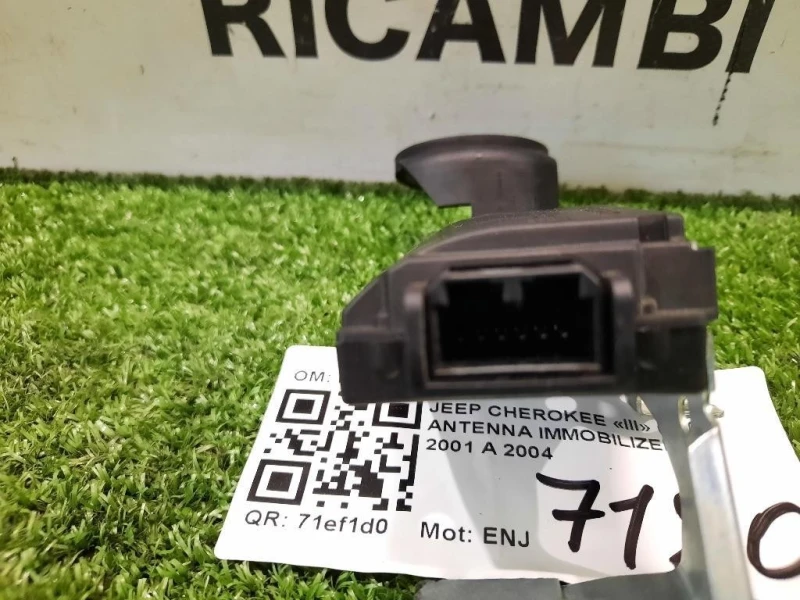 RICAMBI
OM:
JEEP CHEROKEE «III»
ANTENNA IMMOBILIZE
2001 A 2004
QR: 71ef1d0 Mot: ENJ